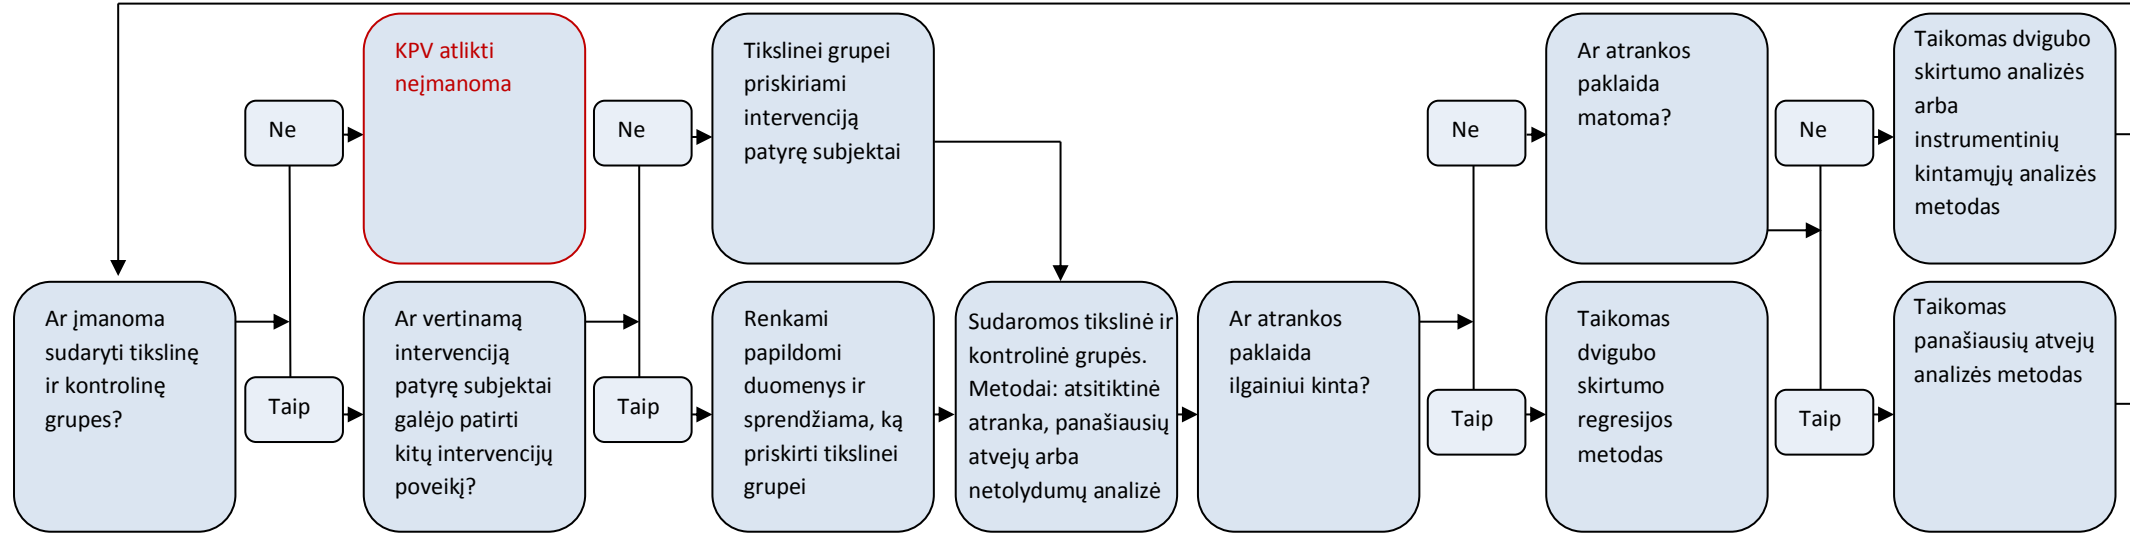 Ar įmanoma
sudaryti tikslinę
ir kontrolinę
grupes?
Ne
Taip
KPV atlikti
neįmanoma
Ar vertinamą
intervenciją
patyrę subjektai
galėjo patirti
kitų intervencijų
poveikį?
Ne
Taip
Tikslinei grupei
priskiriami
intervenciją
patyrę subjektai
Renkami
papildomi
duomenys ir
sprendžiama, ką
priskirti tikslinei
grupei
Sudaromos tikslinė ir
kontrolinė grupės.
Metodai: atsitiktinė
atranka, panašiausių
atvejų arba
netolydumų analizė
Ar atrankos
paklaida
ilgainiui kinta?
Ne
Taip
Ar atrankos
paklaida
matoma?
Taikomas
dvigubo
skirtumo
regresijos
metodas
Ne
Taip
Taikomas dvigubo
skirtumo analizės
arba
instrumentinių
kintamųjų analizės
metodas
Taikomas
panašiausių atvejų
analizės metodas